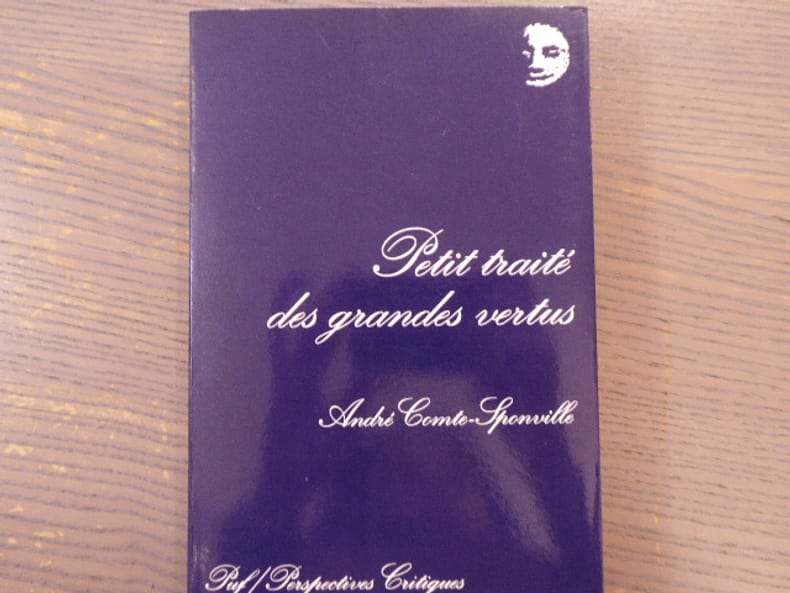 Petit traité
des grandes vertus
André Comte-Sponville
Puf / Perspectives Critiques